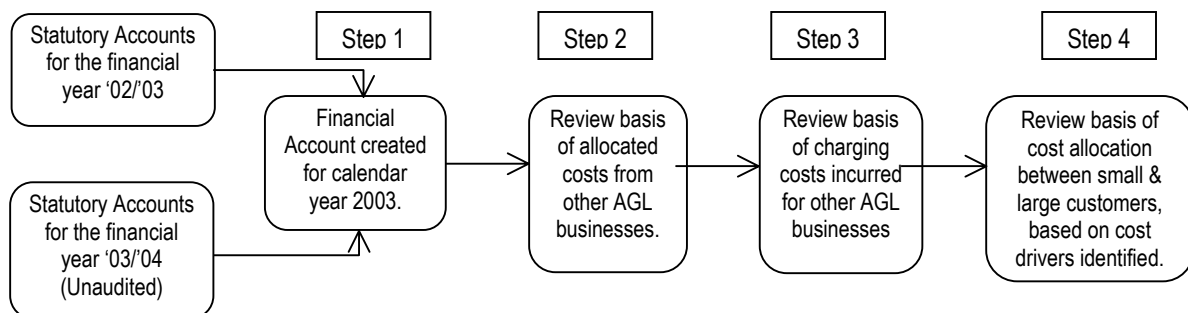 Statutory Accounts
for the financial
year ‘02/’03
Statutory Accounts
for the financial
year ‘03/’04
(Unaudited)
Step 1
Financial
Account created
for calendar
year 2003.
Step 2
Review basis
of allocated
costs from
other AGL
businesses.
Step 3
Review basis
of charging
costs incurred
for other AGL
businesses
Step 4
Review basis of
cost allocation
between small &
large customers,
based on cost
drivers identified.